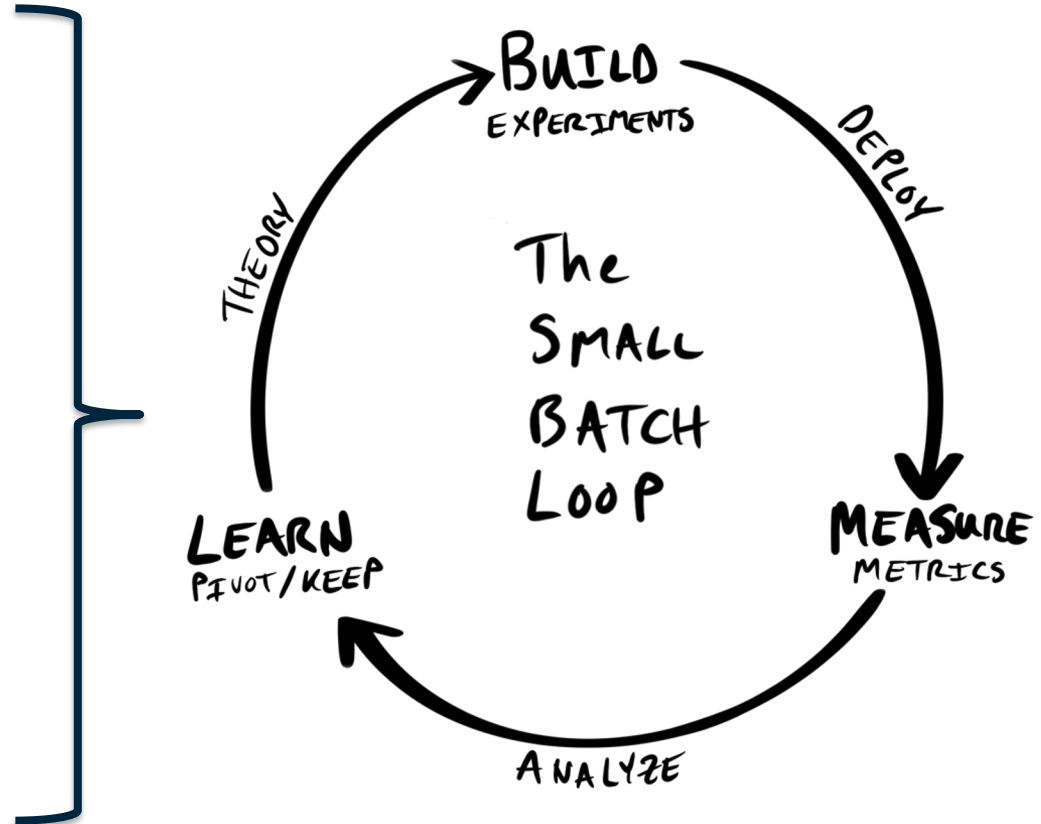 BUILD
EXPERIMENTS
DEPLOY
THEORY
The
SMALL
BATCH
LOOP
LEARN
PIVOT/KEEP
MEASURE
METRICS
ANALYZE